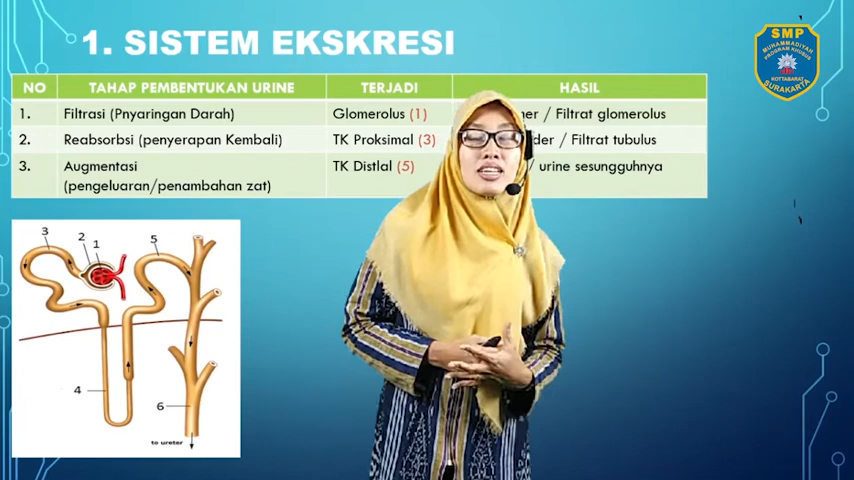 1. SISTEM EKSKRESI
SMP
MUHAMMADIYAH
PROGRAM KHUSUS
KOTTABARAT
SURAKARTA
NO TAHAP PEMBENTUKAN URINE TERJADI HASIL
1. Filtrasi (Pnyaringan Darah) Glomerolus (1) / Filtrat glomerolus
2. Reabsorbsi (penyerapan Kembali) TK Proksimal (3) / Filtrat tubulus
3. Augmentasi TK Distlal (5) / urine sesungguhnya
(pengeluaran/penambahan zat)
3 2 1 5
4
6
to ureter